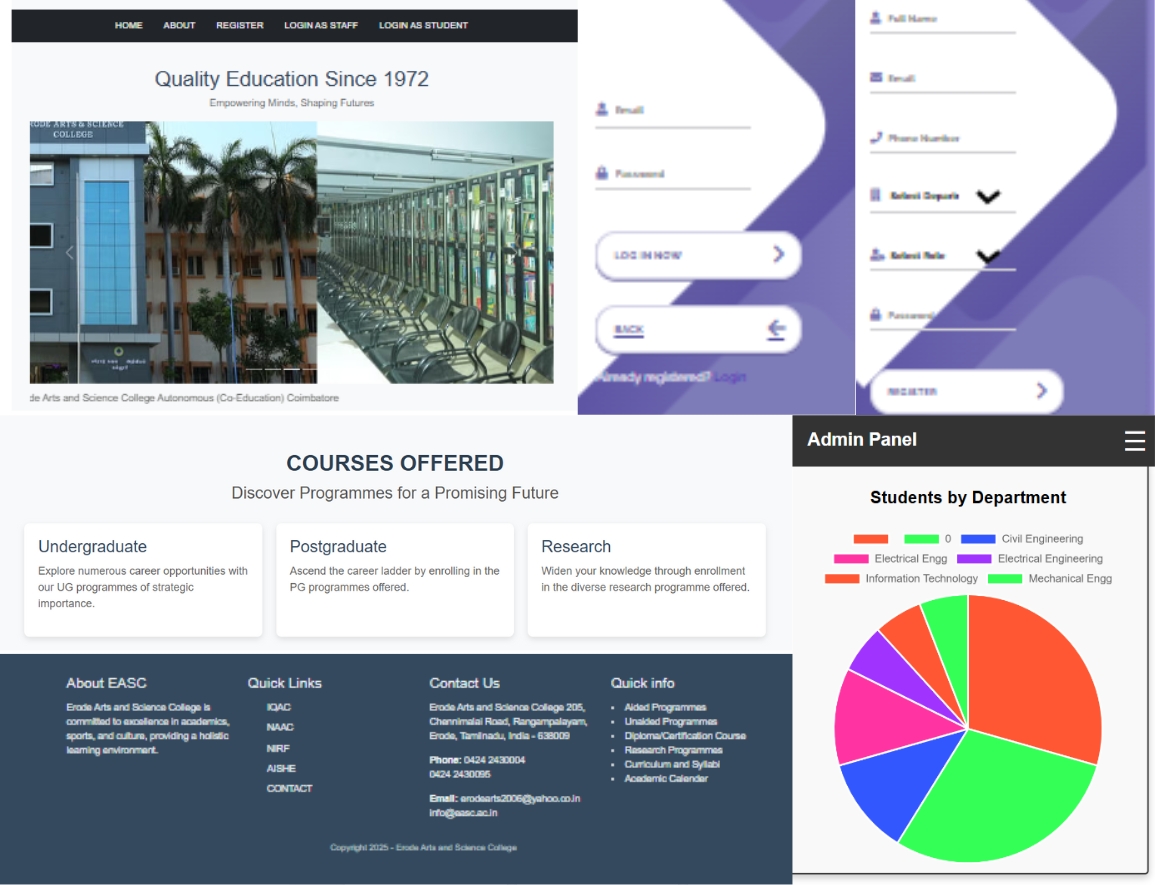 HOME ABOUT REGISTER LOGIN AS STAFF LOGIN AS STUDENT
Quality Education Since 1972
Empowering Minds, Shaping Futures
RODE ARTS & SCIENCE
COLLEGE
de Arts and Science College Autonomous (Co-Education) Coimbatore
Email
Password
LOG IN NOW
BACK
Already registered? Login
Full Name
Email
Phone Number
Select Depart
Select Role
Password
REGISTER
COURSES OFFERED
Discover Programmes for a Promising Future
Undergraduate
Explore numerous career opportunities with
our UG programmes of strategic
importance.
Postgraduate
Ascend the career ladder by enrolling in the
PG programmes offered.
Research
Widen your knowledge through enrollment
in the diverse research programme offered.
About EASC
Erode Arts and Science College is
committed to excellence in academics,
sports, and culture, providing a holistic
learning environment.
Quick Links
IQAC
NAAC
NIRF
AISHE
CONTACT
Contact Us
Erode Arts and Science College 205,
Chennimalai Road, Rangampalayam,
Erode, Tamilnadu, India - 638009
Phone: 0424 2430004
0424 2430095
Email: erodearts2006@yahoo.co.in
info@easc.ac.in
Quick info
Aided Programmes
Unaided Programmes
Diploma/Certification Course
Research Programmes
Curriculum and Syllabi
Academic Calender
Copyright 2025 - Erode Arts and Science College
Admin Panel
Students by Department
0 Civil Engineering
Electrical Engg Electrical Engineering
Information Technology Mechanical Engg